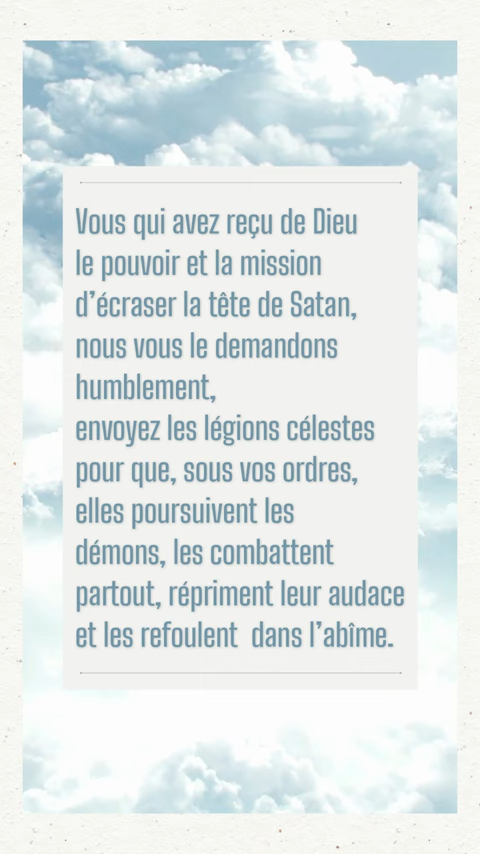 Vous qui avez reçu de Dieu
le pouvoir et la mission
d’écraser la tête de Satan,
nous vous le demandons
humblement,
envoyez les légions célestes
pour que, sous vos ordres,
elles poursuivent les
démons, les combattent
partout, répriment leur audace
et les refoulent dans l’abîme.